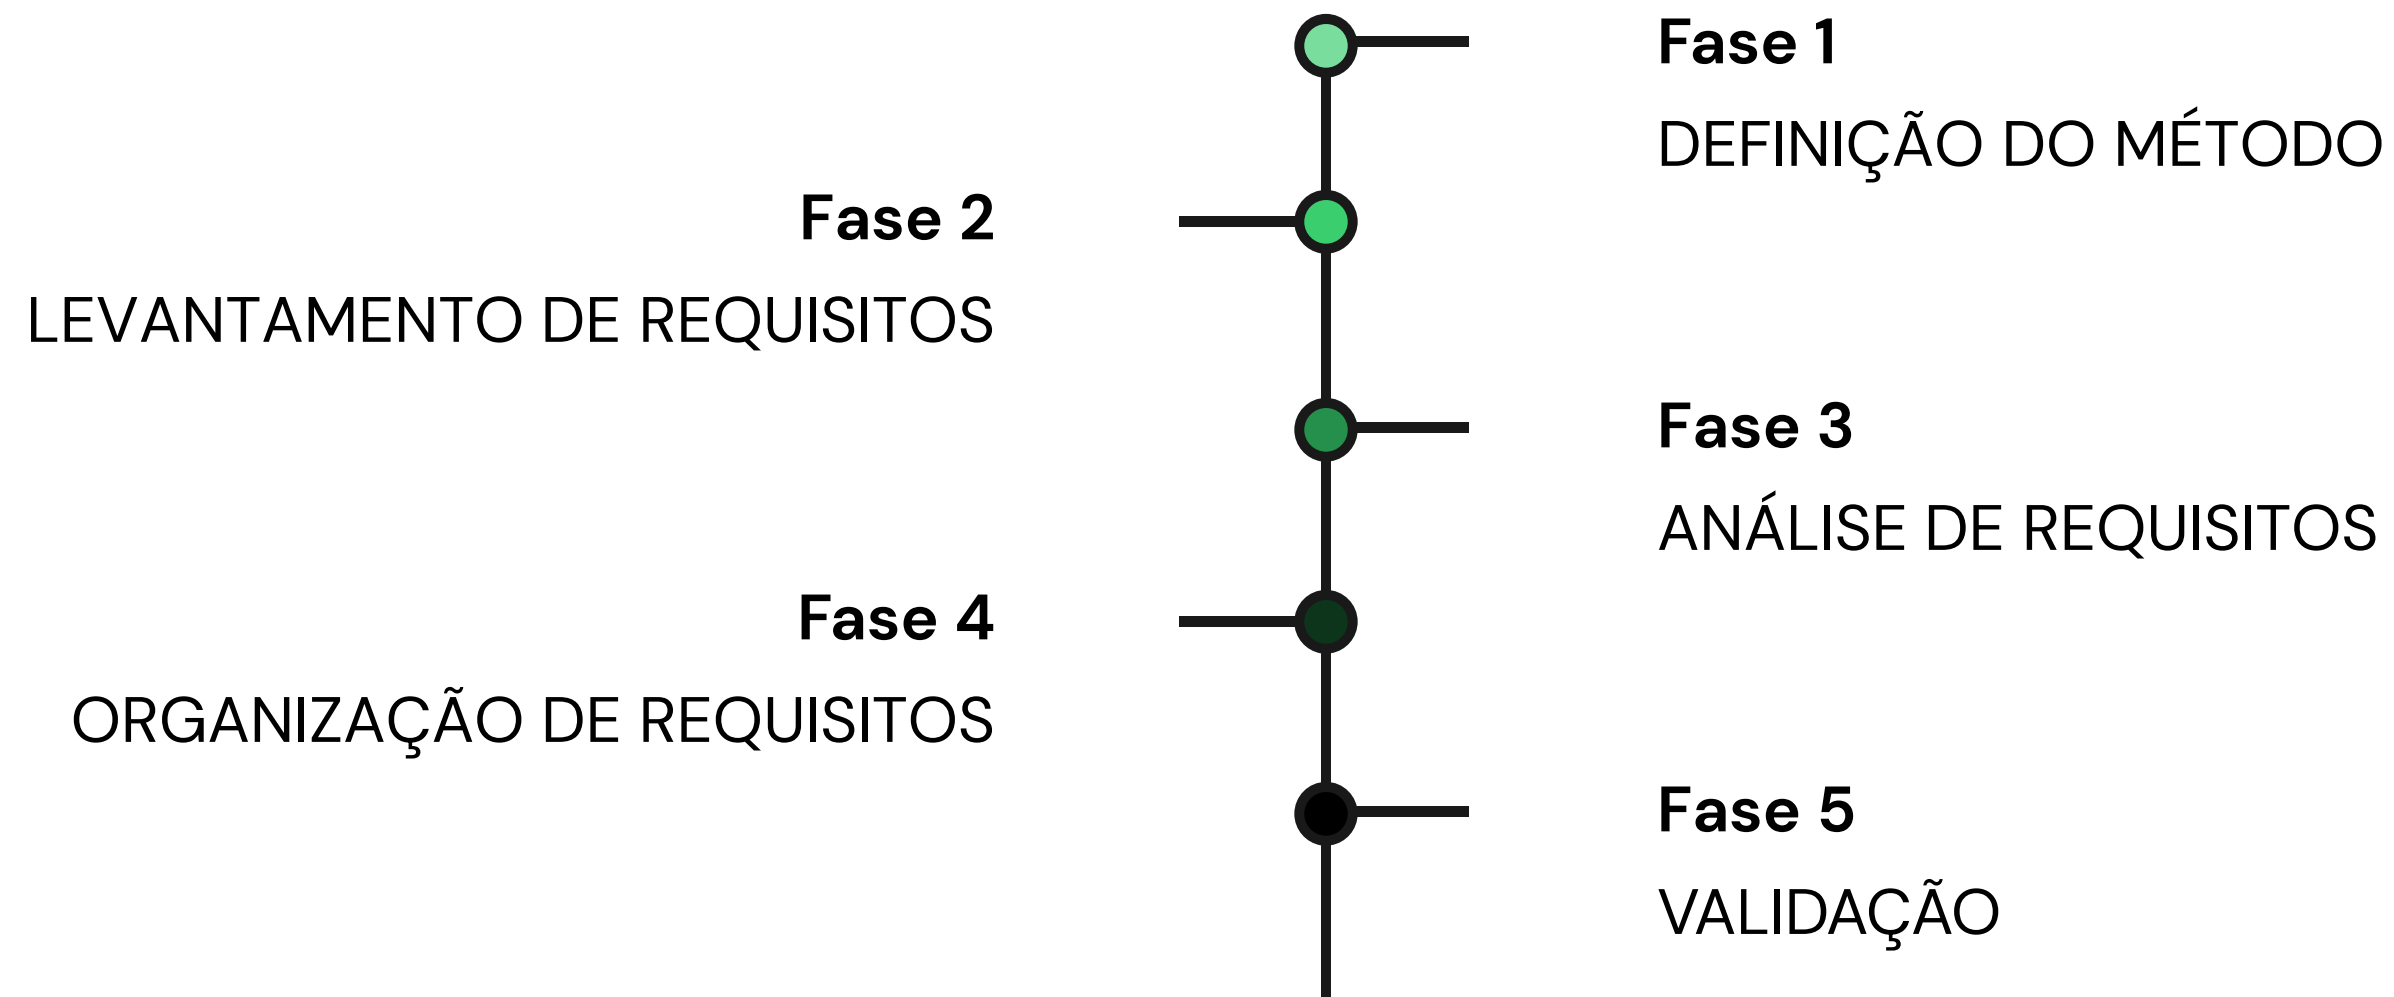 Fase 1
DEFINIÇÃO DO MÉTODO
Fase 2
LEVANTAMENTO DE REQUISITOS
Fase 3
ANÁLISE DE REQUISITOS
Fase 4
ORGANIZAÇÃO DE REQUISITOS
Fase 5
VALIDAÇÃO